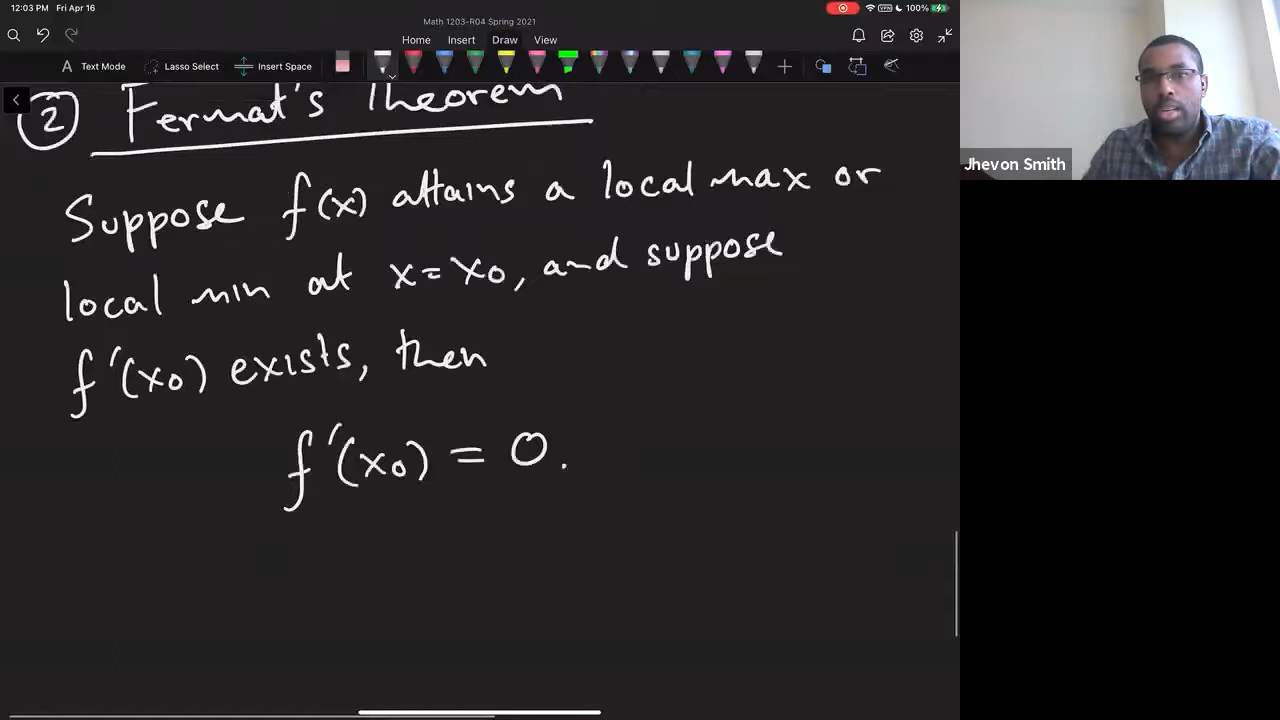 12:03 PM Fri Apr 16
VPN 100%
Math 1203-R04 Spring 2021
Home Insert Draw View
A Text Mode Lasso Select Insert Space
② Fermat's Theorem
Suppose f(x) attains a local max or
local min at x = x₀, and suppose
f'(x₀) exists, then
f'(x₀) = 0.
Jhevon Smith